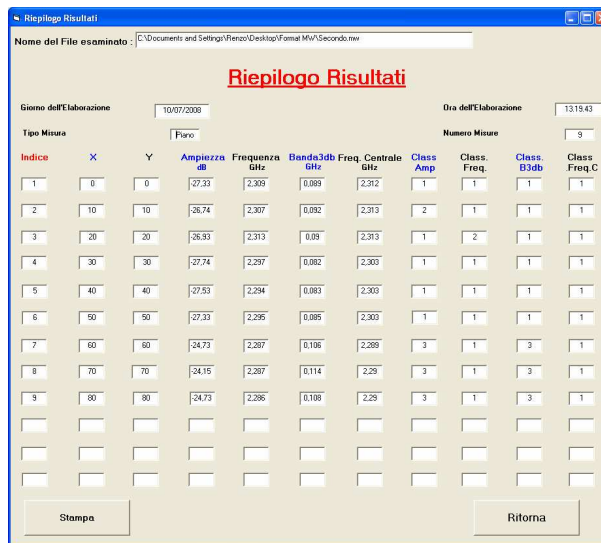 Riepilogo Risultati
Nome del File esaminato : C:\Documents and Settings\Renzo\Desktop\Format MW\Secondo.mw
Riepilogo Risultati
Giorno dell'Elaborazione 10/07/2008 Ora dell'Elaborazione 13.19.43
Tipo Misura Piano Numero Misure 9
Indice X Y Ampiezza dB Frequenza GHz Banda3db GHz Freq. Centrale GHz Class Amp Class. Freq. Class. B3db Class .Freq.C
1 0 0 -27,33 2,309 0,089 2,312 1 1 1 1
2 10 10 -26,74 2,307 0,092 2,313 2 1 1 1
3 20 20 -26,93 2,313 0,09 2,313 1 2 1 1
4 30 30 -27,74 2,297 0,082 2,303 1 1 1 1
5 40 40 -27,53 2,294 0,083 2,303 1 1 1 1
6 50 50 -27,33 2,295 0,085 2,303 1 1 1 1
7 60 60 -24,73 2,287 0,106 2,289 3 1 3 1
8 70 70 -24,15 2,287 0,114 2,29 3 1 3 1
9 80 80 -24,73 2,286 0,108 2,29 3 1 3 1
Stampa Ritorna